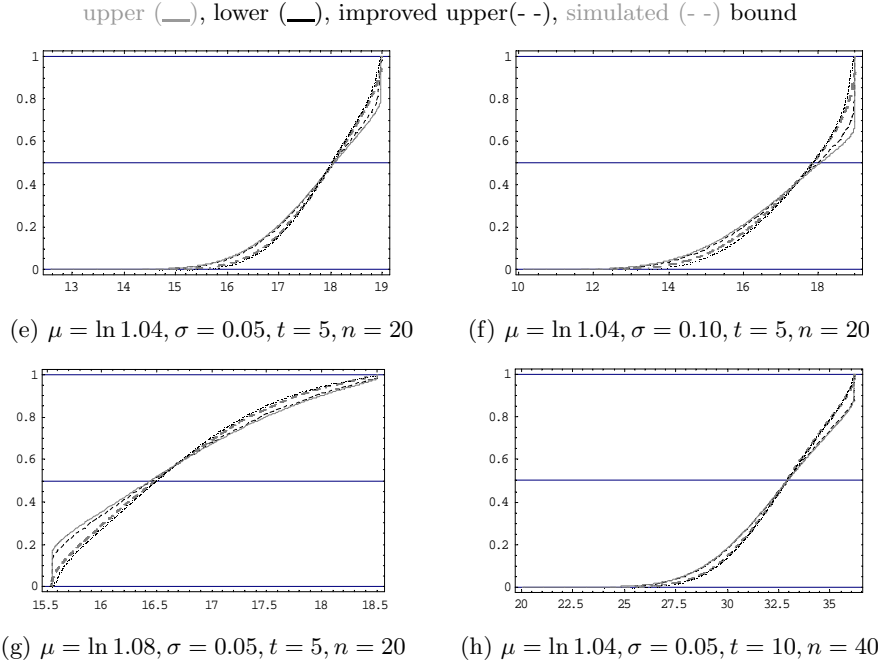 upper (__), lower (__), improved upper(- -), simulated (- -) bound
1
0.8
0.6
0.4
0.2
0
13 14 15 16 17 18 19
1
0.8
0.6
0.4
0.2
0
10 12 14 16 18
(e) μ = ln 1.04, σ = 0.05, t = 5, n = 20
(f) μ = ln 1.04, σ = 0.10, t = 5, n = 20
1
0.8
0.6
0.4
0.2
0
15.5 16 16.5 17 17.5 18 18.5
1
0.8
0.6
0.4
0.2
0
20 22.5 25 27.5 30 32.5 35
(g) μ = ln 1.08, σ = 0.05, t = 5, n = 20
(h) μ = ln 1.04, σ = 0.05, t = 10, n = 40